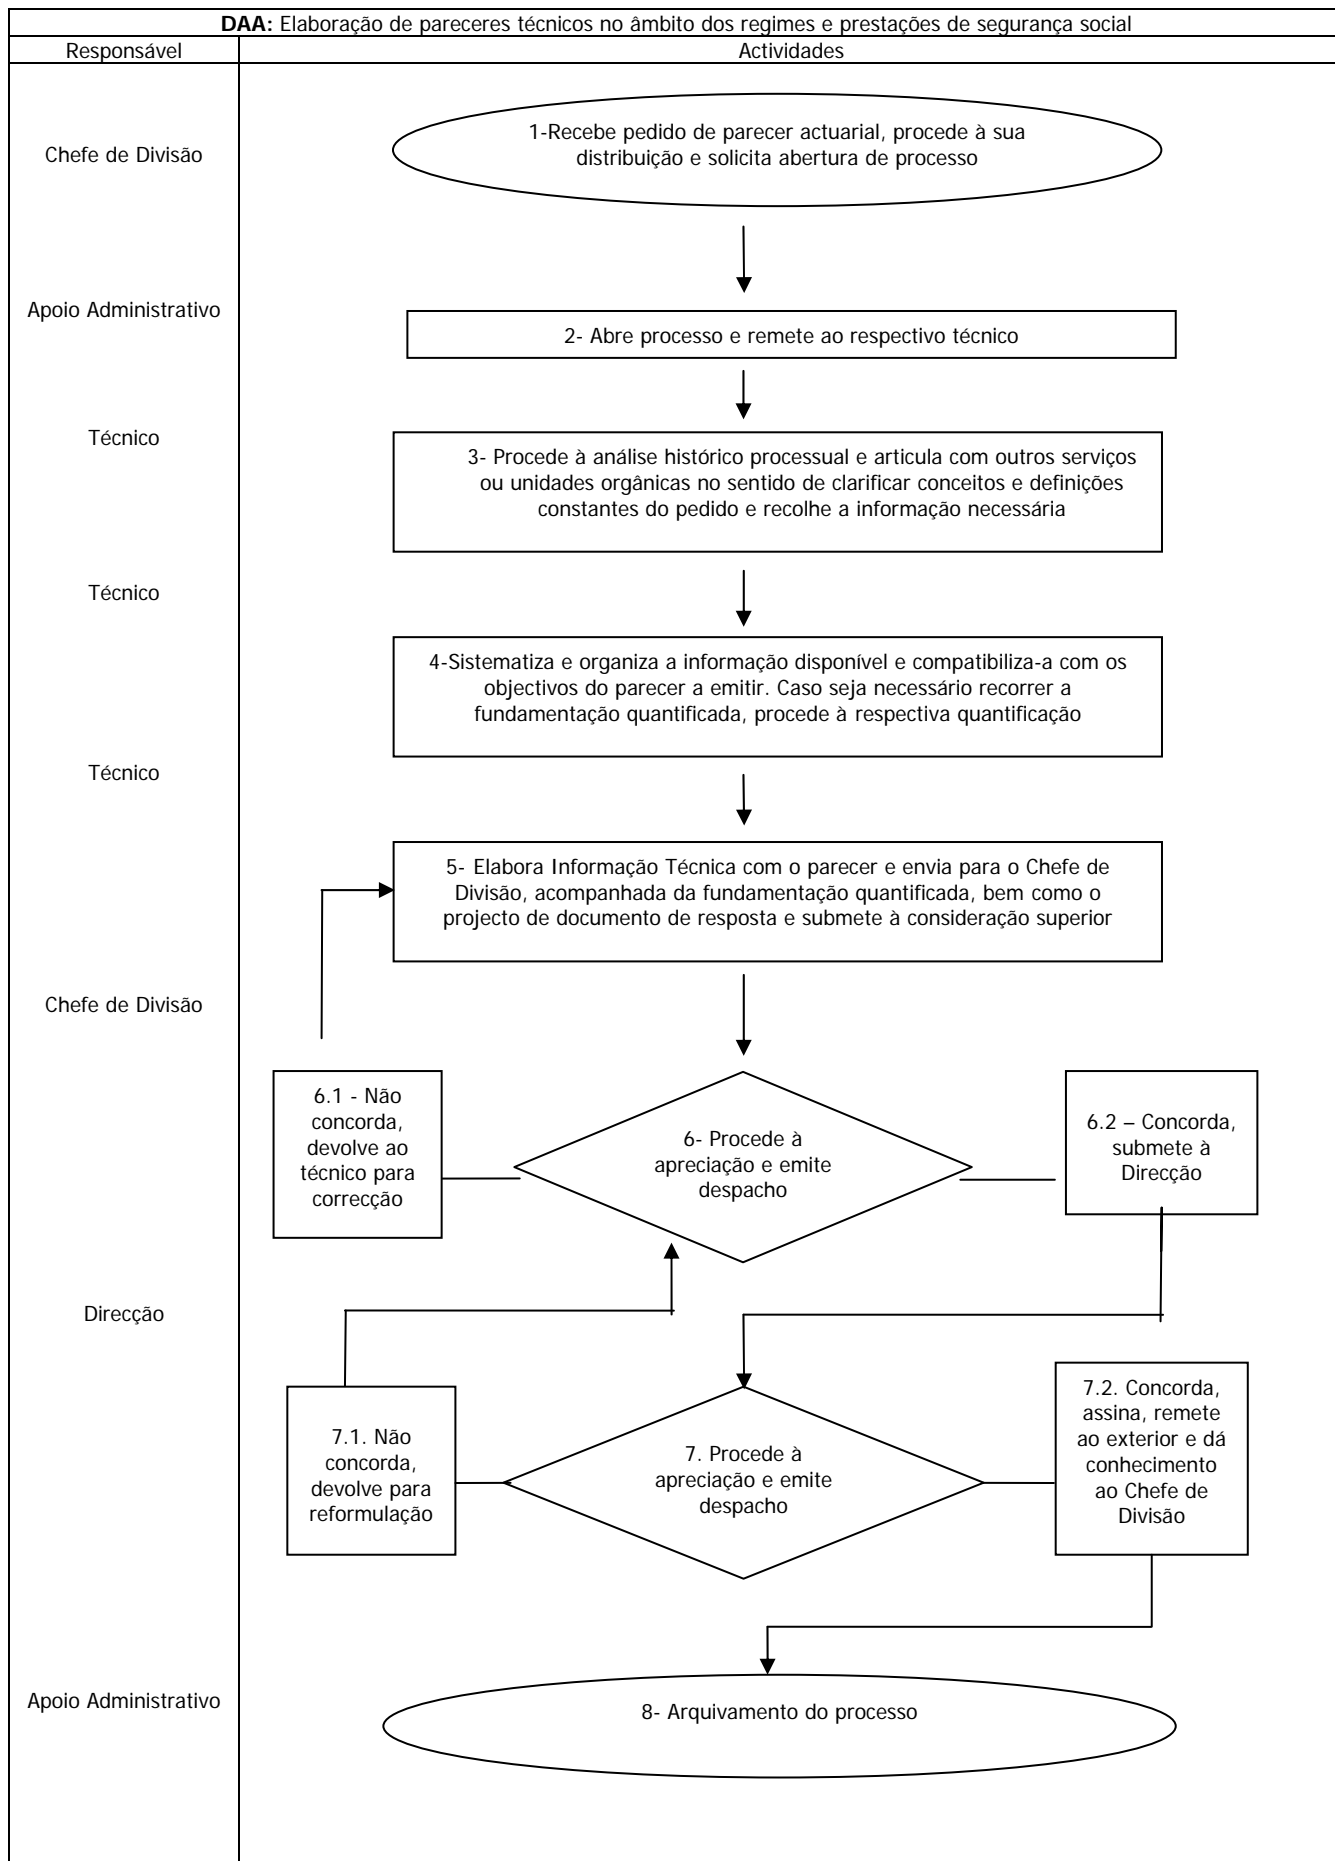 DAA: Elaboração de pareceres técnicos no âmbito dos regimes e prestações de segurança social
Responsável
Actividades
Chefe de Divisão
1-Recebe pedido de parecer actuarial, procede à sua
distribuição e solicita abertura de processo
Apoio Administrativo
2- Abre processo e remete ao respectivo técnico
Técnico
3- Procede à análise histórico processual e articula com outros serviços
ou unidades orgânicas no sentido de clarificar conceitos e definições
constantes do pedido e recolhe a informação necessária
Técnico
4-Sistematiza e organiza a informação disponível e compatibiliza-a com os
objectivos do parecer a emitir. Caso seja necessário recorrer a
fundamentação quantificada, procede à respectiva quantificação
Técnico
5- Elabora Informação Técnica com o parecer e envia para o Chefe de
Divisão, acompanhada da fundamentação quantificada, bem como o
projecto de documento de resposta e submete à consideração superior
Chefe de Divisão
6.1 - Não
concorda,
devolve ao
técnico para
correcção
6- Procede à
apreciação e emite
despacho
6.2 – Concorda,
submete à
Direcção
Direcção
7.1. Não
concorda,
devolve para
reformulação
7. Procede à
apreciação e emite
despacho
7.2. Concorda,
assina, remete
ao exterior e dá
conhecimento
ao Chefe de
Divisão
Apoio Administrativo
8- Arquivamento do processo